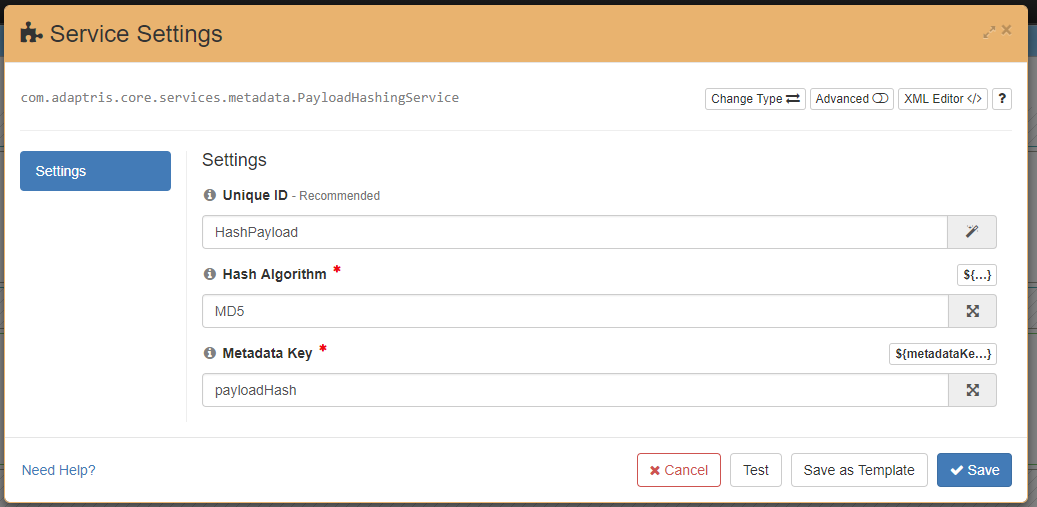 Service Settings
com.adaptris.core.services.metadata.PayloadHashingService
Change Type
Advanced
XML Editor </>
?
Settings
Settings
Unique ID - Recommended
HashPayload
Hash Algorithm *
${...}
MD5
Metadata Key *
${metadataKe...}
payloadHash
Need Help?
Cancel
Test
Save as Template
Save